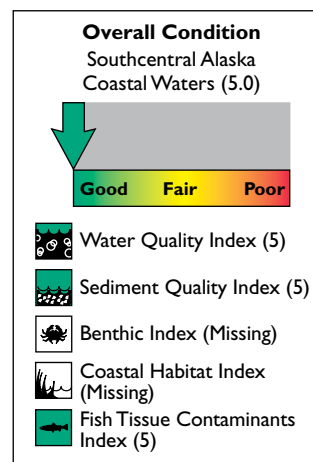 Overall Condition
Southcentral Alaska
Coastal Waters (5.0)
Good Fair Poor
Water Quality Index (5)
Sediment Quality Index (5)
Benthic Index (Missing)
Coastal Habitat Index
(Missing)
Fish Tissue Contaminants
Index (5)